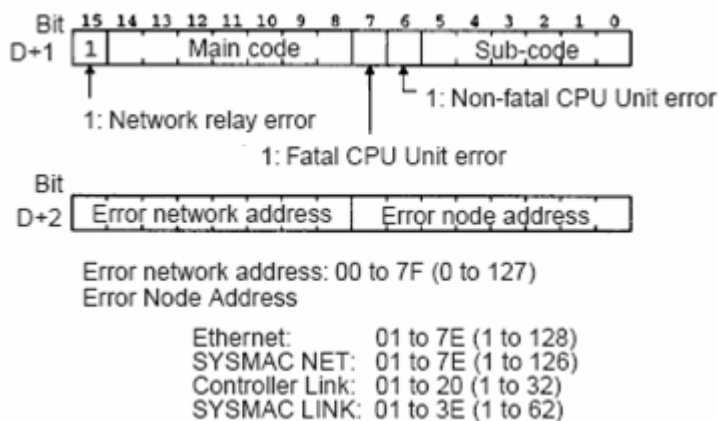 Bit 15 14 13 12 11 10 9 8 7 6 5 4 3 2 1 0
D+1 1 Main code Sub-code
1: Non-fatal CPU Unit error
1: Network relay error
1: Fatal CPU Unit error
Bit
D+2 Error network address Error node address
Error network address: 00 to 7F (0 to 127)
Error Node Address
Ethernet: 01 to 7E (1 to 128)
SYSMAC NET: 01 to 7E (1 to 126)
Controller Link: 01 to 20 (1 to 32)
SYSMAC LINK: 01 to 3E (1 to 62)